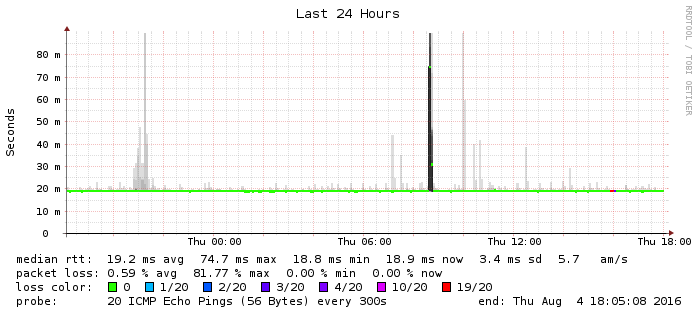 Last 24 Hours
RRDTOOL / TOBI OETIKER
Seconds
80 m
70 m
60 m
50 m
40 m
30 m
20 m
10 m
0
Thu 00:00 Thu 06:00 Thu 12:00 Thu 18:00
median rtt: 19.2 ms avg 74.7 ms max 18.8 ms min 18.9 ms now 3.4 ms sd 5.7 am/s
packet loss: 0.59 % avg 81.77 % max 0.00 % min 0.00 % now
loss color: 0 1/20 2/20 3/20 4/20 10/20 19/20
probe: 20 ICMP Echo Pings (56 Bytes) every 300s end: Thu Aug 4 18:05:08 2016